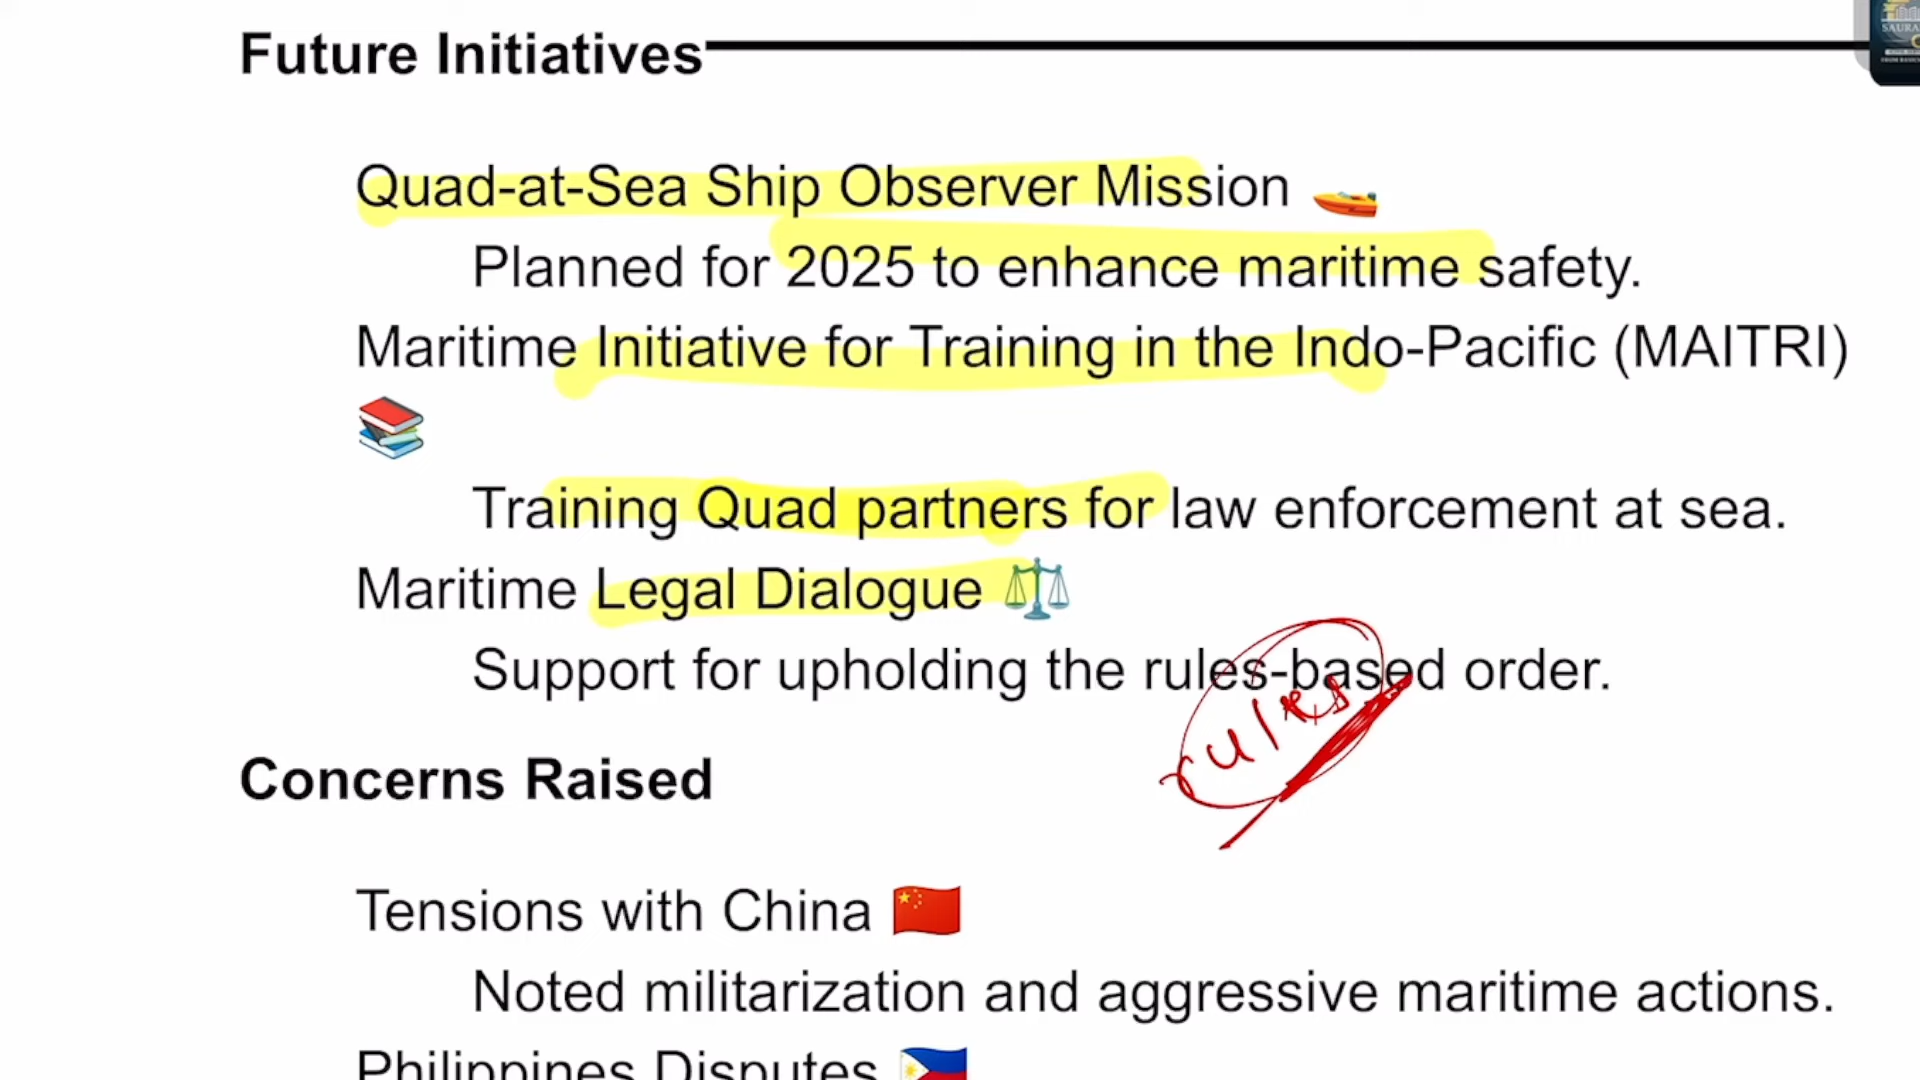 Future Initiatives
SAURA
Quad-at-Sea Ship Observer Mission
Planned for 2025 to enhance maritime safety.
Maritime Initiative for Training in the Indo-Pacific (MAITRI)
Training Quad partners for law enforcement at sea.
Maritime Legal Dialogue
Support for upholding the rules-based order.
rules
Concerns Raised
Tensions with China
Noted militarization and aggressive maritime actions.
Philippines Disputes